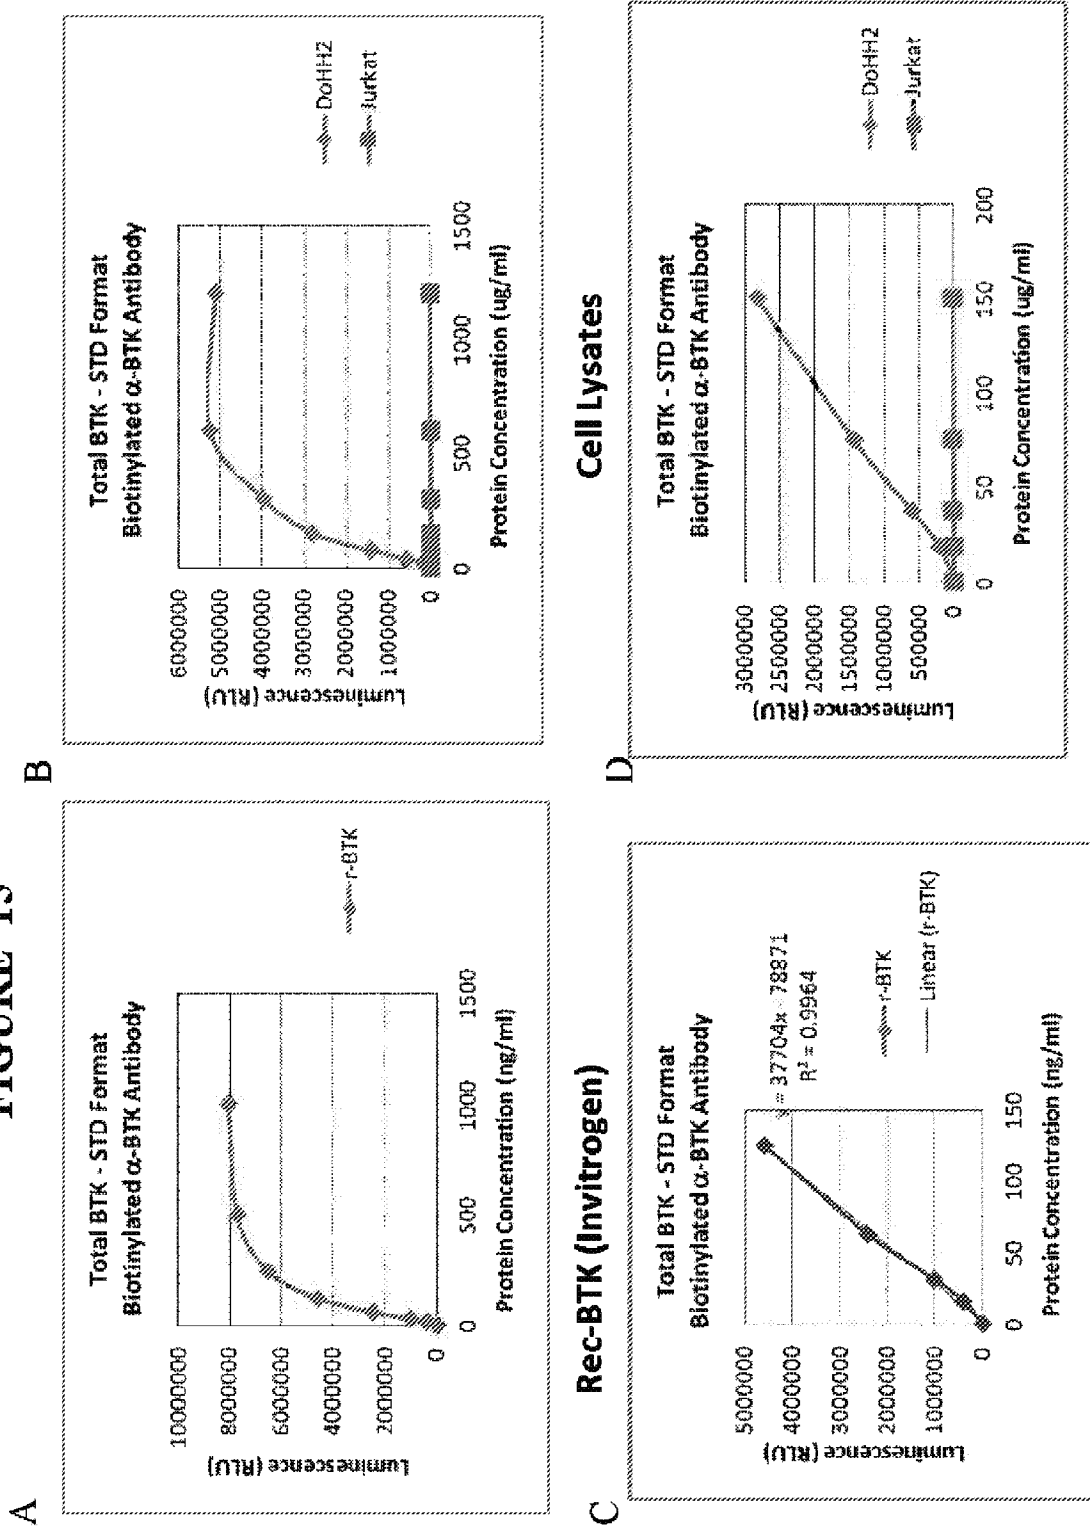 A
Total BTK - STD Format
Biotinylated α-BTK Antibody
10000000
8000000
6000000
4000000
2000000
0
Luminescence (RLU)
0 500 1000 1500
Protein Concentration (ng/ml)
r-BTK
Rec-BTK (Invitrogen)
B
Total BTK - STD Format
Biotinylated α-BTK Antibody
6000000
5000000
4000000
3000000
2000000
1000000
0
Luminescence (RLU)
0 500 1000 1500
Protein Concentration (ug/ml)
DoHH2
Jurkat
Cell Lysates
C
Total BTK - STD Format
Biotinylated α-BTK Antibody
5000000
4000000
3000000
2000000
1000000
0
Luminescence (RLU)
0 50 100 150
Protein Concentration (ng/ml)
= 37704x - 78871
R² = 0.9964
r-BTK
Linear (r-BTK)
D
Total BTK - STD Format
Biotinylated α-BTK Antibody
3000000
2500000
2000000
1500000
1000000
500000
0
Luminescence (RLU)
0 50 100 150 200
Protein Concentration (ug/ml)
DoHH2
Jurkat